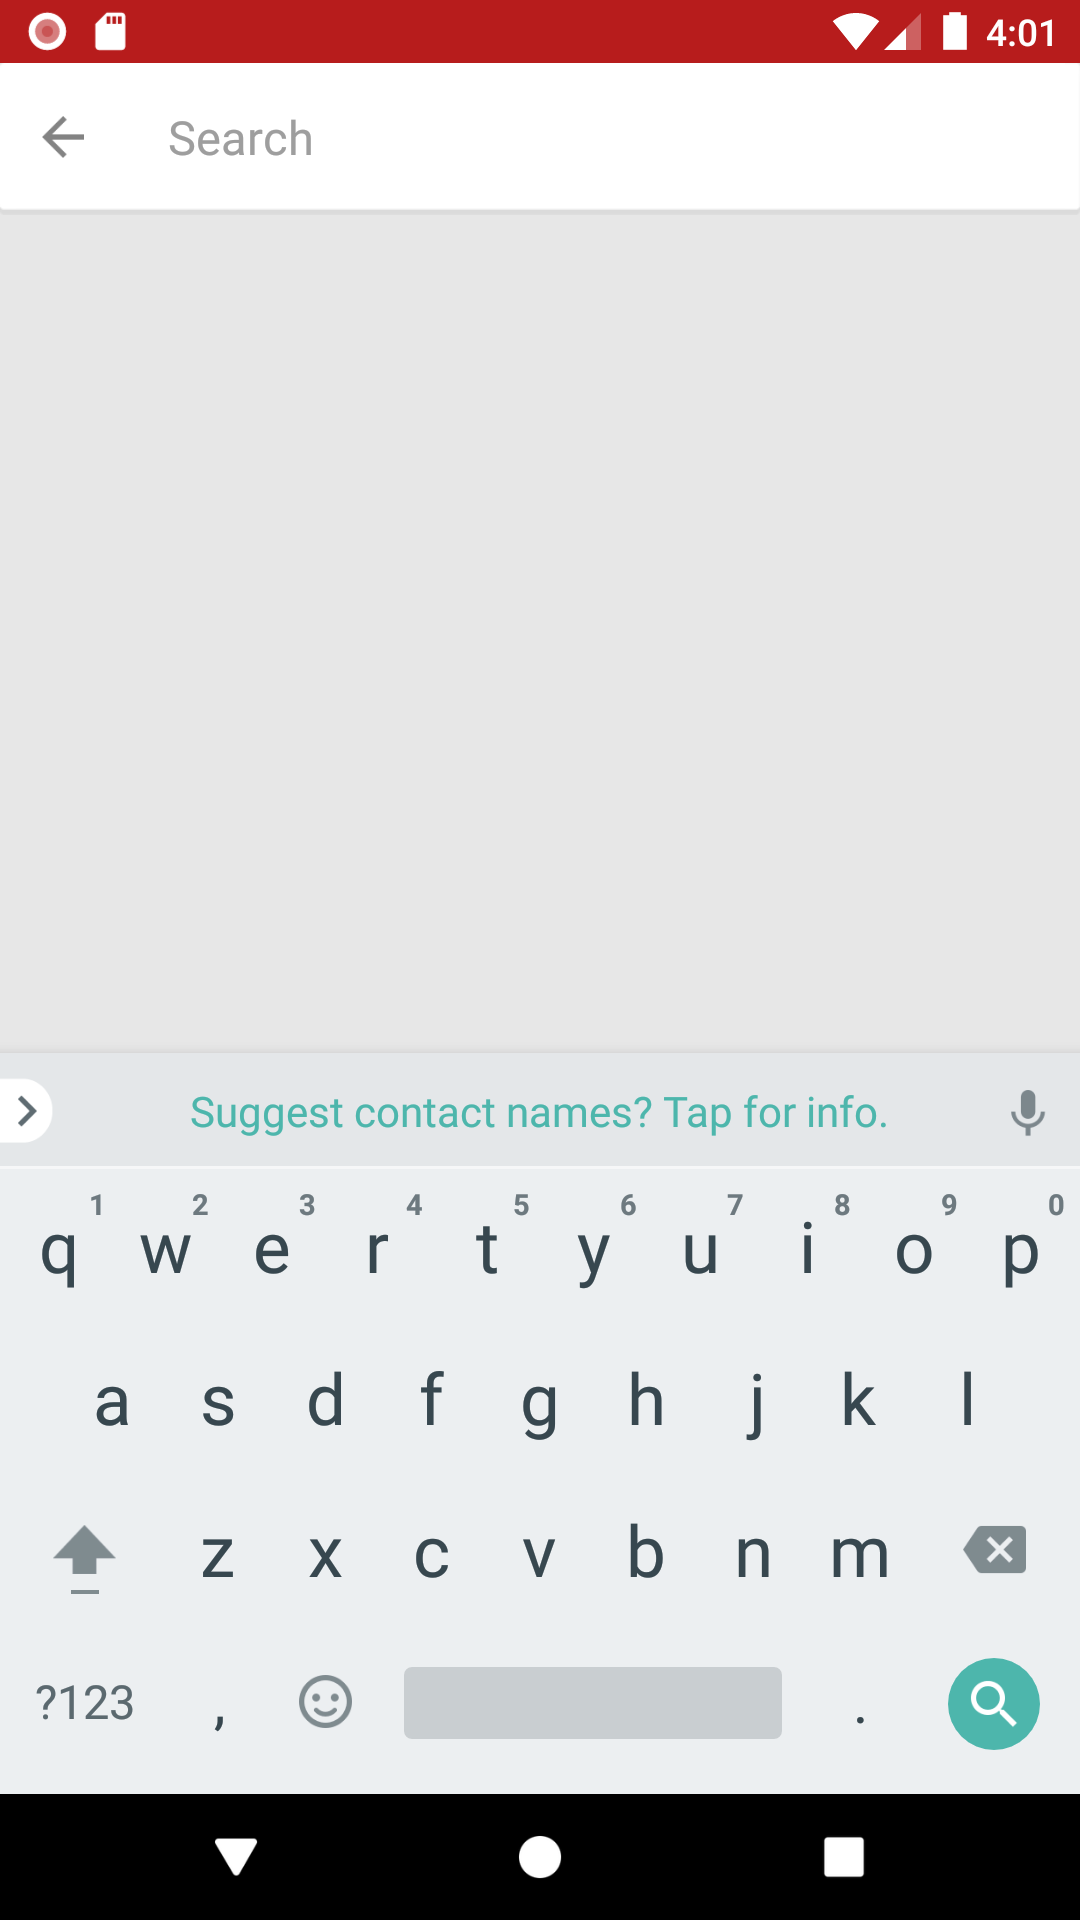 4:01
Search
Suggest contact names? Tap for info.
1 2 3 4 5 6 7 8 9 0
q w e r t y u i o p
a s d f g h j k l
z x c v b n m
?123 , .